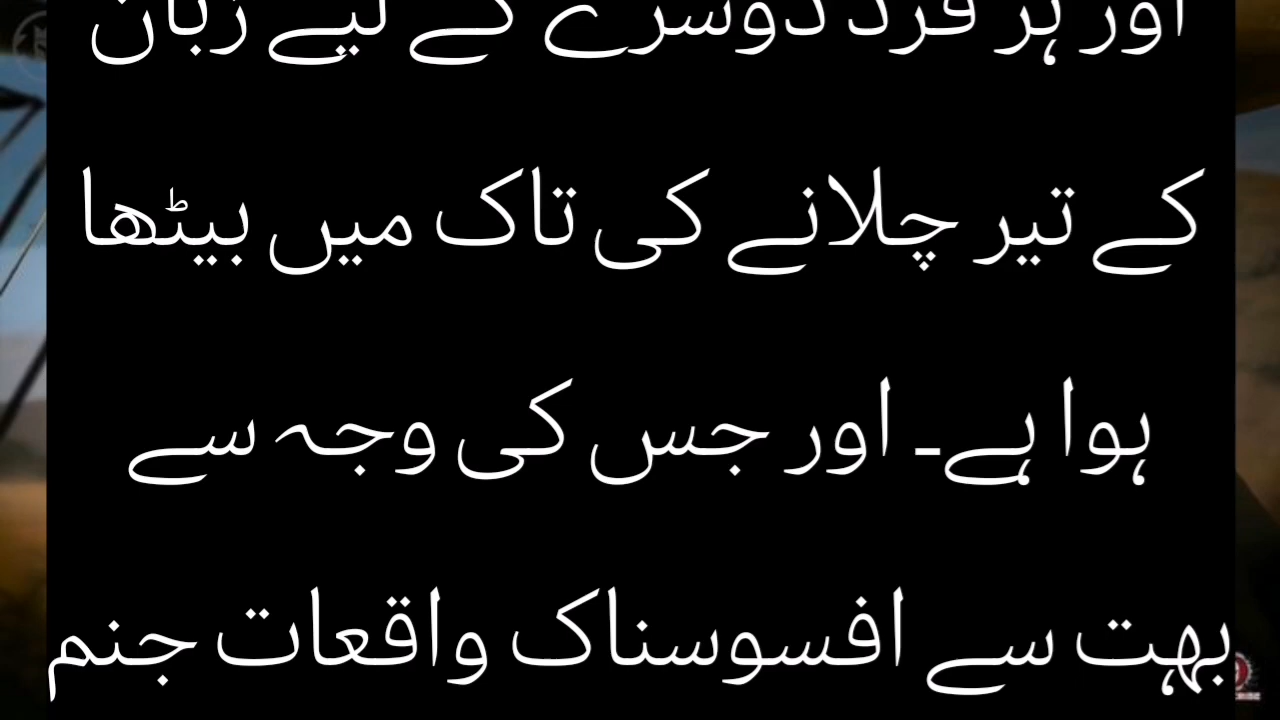 اور ہر فرد دوسرے کے لیے زبان
کے تیر چلانے کی تاک میں بیٹھا
ہوا ہے۔ اور جس کی وجہ سے
بہت سے افسوسناک واقعات جنم